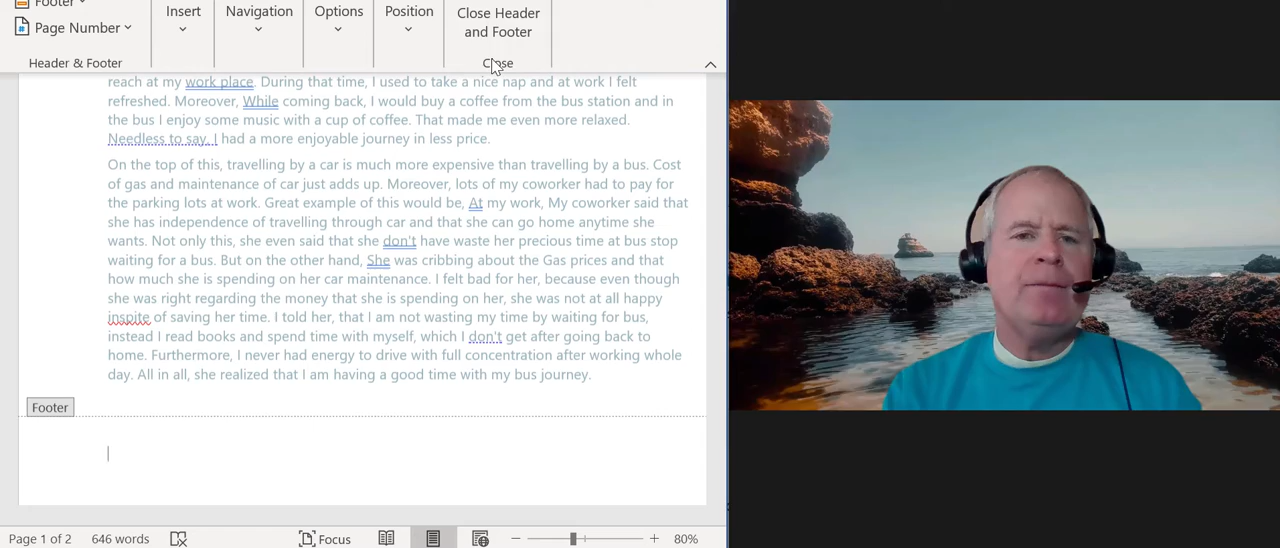 Footer
Page Number
Insert
Navigation
Options
Position
Close Header
and Footer
Header & Footer
Close
reach at my work place. During that time, I used to take a nice nap and at work I felt
refreshed. Moreover, While coming back, I would buy a coffee from the bus station and in
the bus I enjoy some music with a cup of coffee. That made me even more relaxed.
Needless to say, I had a more enjoyable journey in less price.
On the top of this, travelling by a car is much more expensive than travelling by a bus. Cost
of gas and maintenance of car just adds up. Moreover, lots of my coworker had to pay for
the parking lots at work. Great example of this would be, At my work, My coworker said that
she has independence of travelling through car and that she can go home anytime she
wants. Not only this, she even said that she don't have waste her precious time at bus stop
waiting for a bus. But on the other hand, She was cribbing about the Gas prices and that
how much she is spending on her car maintenance. I felt bad for her, because even though
she was right regarding the money that she is spending on her, she was not at all happy
inspite of saving her time. I told her, that I am not wasting my time by waiting for bus,
instead I read books and spend time with myself, which I don't get after going back to
home. Furthermore, I never had energy to drive with full concentration after working whole
day. All in all, she realized that I am having a good time with my bus journey.
Footer
Page 1 of 2
646 words
Focus
80%